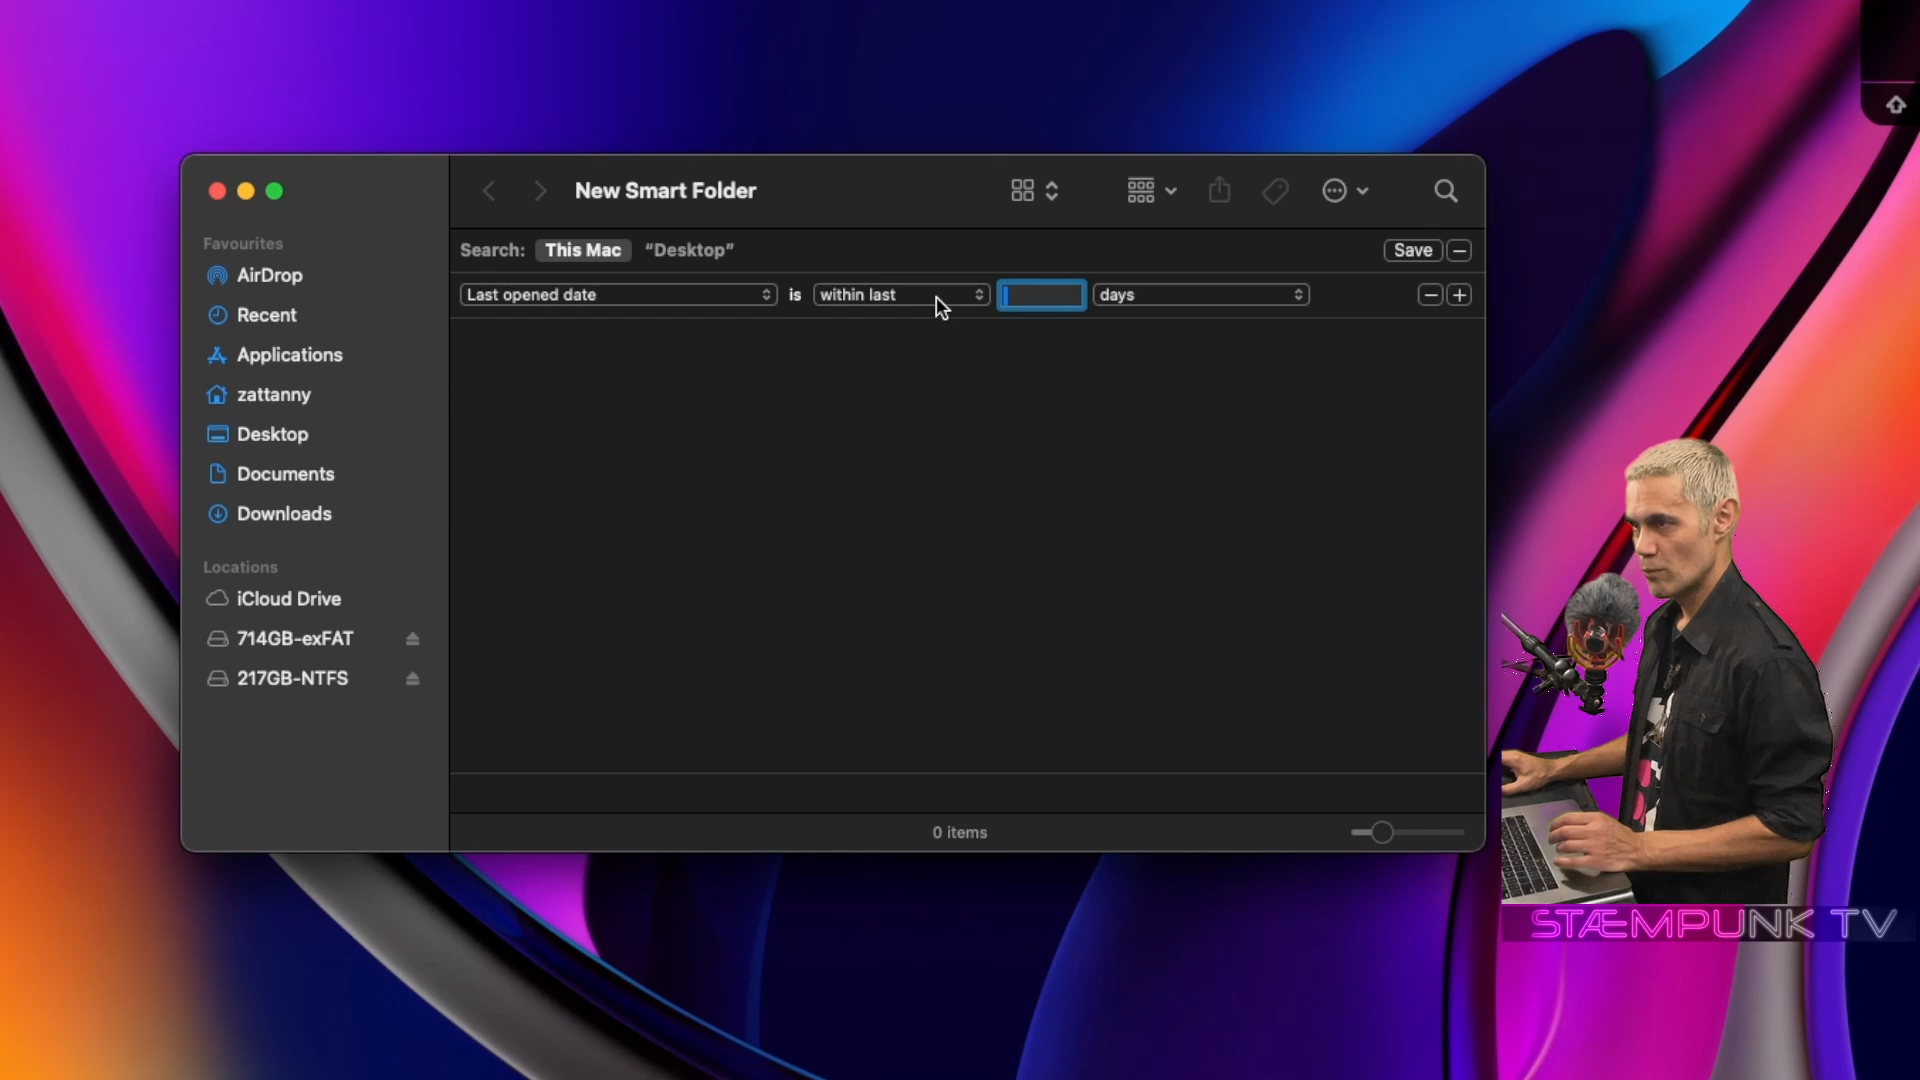 New Smart Folder
Search: This Mac “Desktop” Save
Last opened date is within last days
Favourites
AirDrop
Recent
Applications
zattanny
Desktop
Documents
Downloads
Locations
iCloud Drive
714GB-exFAT
217GB-NTFS
0 items
STÆMPUNK TV